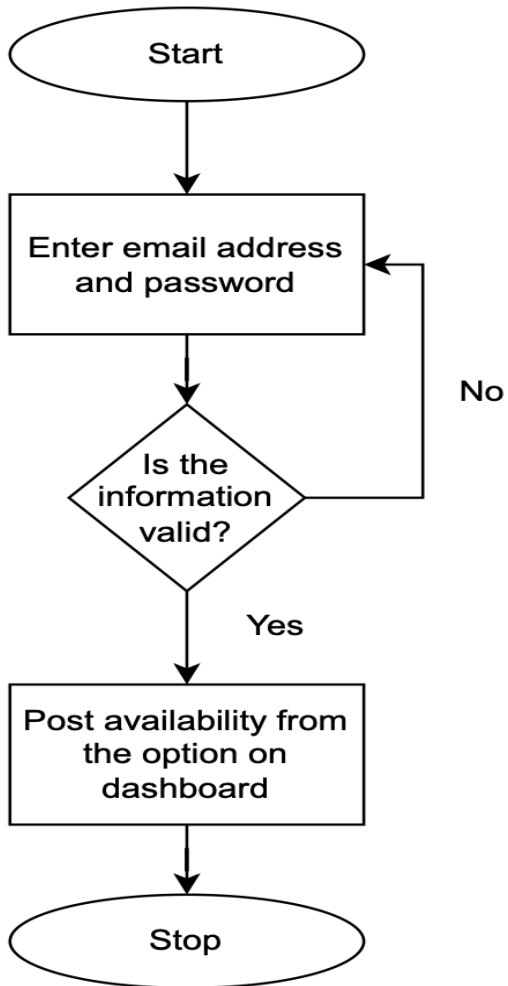 Start
Enter email address
and password
No
Is the
information
valid?
Yes
Post availability from
the option on
dashboard
Stop